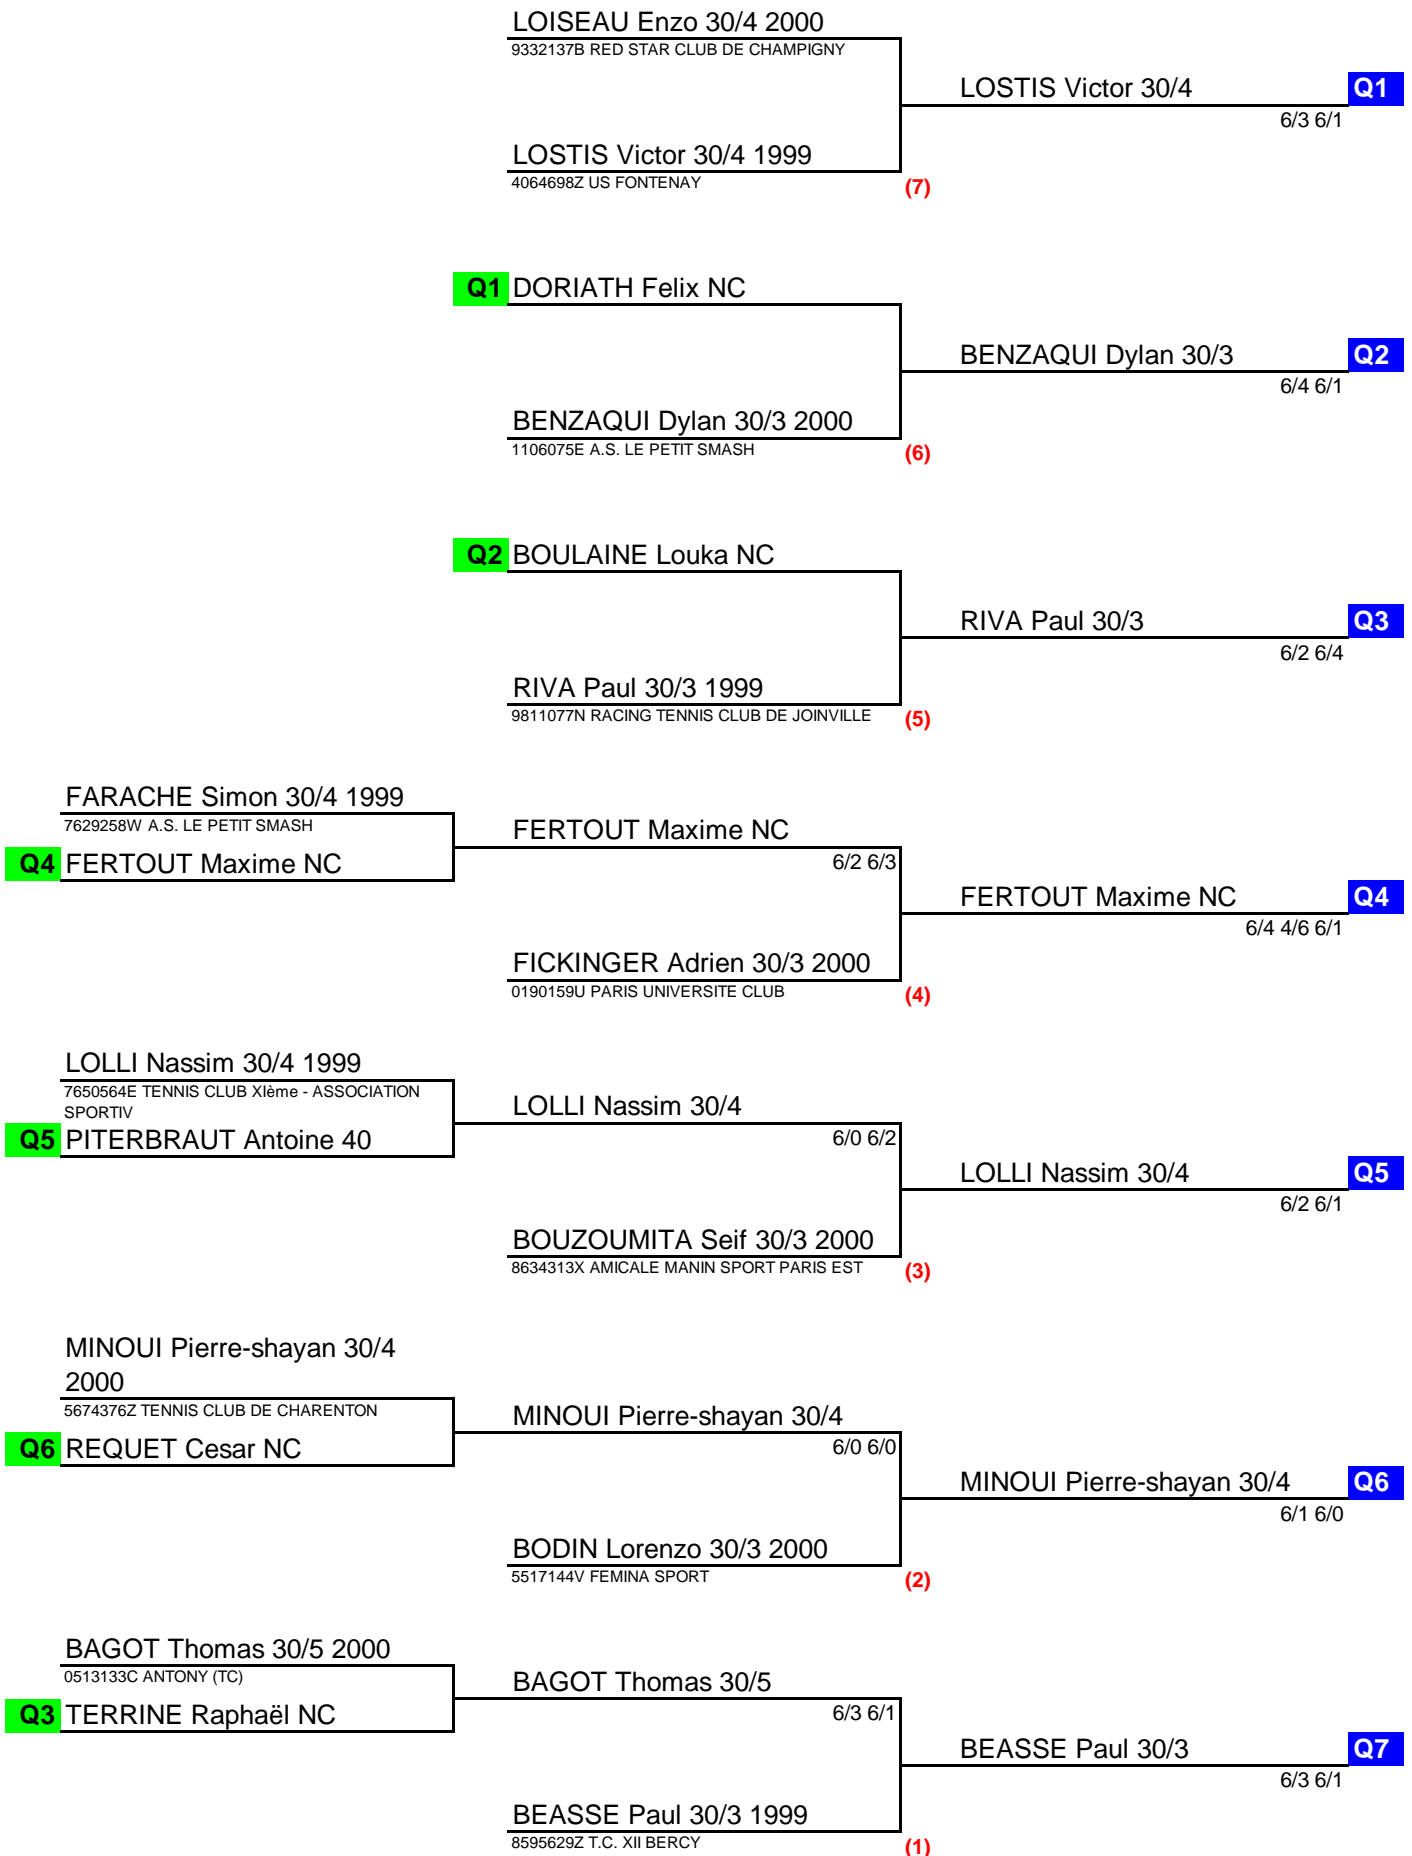 LOISEAU Enzo 30/4 2000
9332137B RED STAR CLUB DE CHAMPIGNY
LOSTIS Victor 30/4 Q1
6/3 6/1
LOSTIS Victor 30/4 1999
4064698Z US FONTENAY
(7)
Q1 DORIATH Felix NC
BENZAQUI Dylan 30/3 Q2
6/4 6/1
BENZAQUI Dylan 30/3 2000
1106075E A.S. LE PETIT SMASH
(6)
Q2 BOULAINE Louka NC
RIVA Paul 30/3 Q3
6/2 6/4
RIVA Paul 30/3 1999
9811077N RACING TENNIS CLUB DE JOINVILLE
(5)
FARACHE Simon 30/4 1999
7629258W A.S. LE PETIT SMASH
FERTOUT Maxime NC
Q4 FERTOUT Maxime NC
6/2 6/3
FERTOUT Maxime NC Q4
6/4 4/6 6/1
FICKINGER Adrien 30/3 2000
0190159U PARIS UNIVERSITE CLUB
(4)
LOLLI Nassim 30/4 1999
7650564E TENNIS CLUB XIème - ASSOCIATION
SPORTIV
LOLLI Nassim 30/4
Q5 PITERBRAUT Antoine 40
6/0 6/2
LOLLI Nassim 30/4 Q5
6/2 6/1
BOUZOUMITA Seif 30/3 2000
8634313X AMICALE MANIN SPORT PARIS EST
(3)
MINOUI Pierre-shayan 30/4
2000
5674376Z TENNIS CLUB DE CHARENTON
MINOUI Pierre-shayan 30/4
Q6 REQUET Cesar NC
6/0 6/0
MINOUI Pierre-shayan 30/4 Q6
6/1 6/0
BODIN Lorenzo 30/3 2000
5517144V FEMINA SPORT
(2)
BAGOT Thomas 30/5 2000
0513133C ANTONY (TC)
BAGOT Thomas 30/5
Q3 TERRINE Raphaël NC
6/3 6/1
BEASSE Paul 30/3 Q7
6/3 6/1
BEASSE Paul 30/3 1999
8595629Z T.C. XII BERCY
(1)